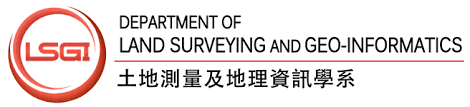 LSGI
DEPARTMENT OF
LAND SURVEYING AND GEO-INFORMATICS
土地測量及地理資訊學系